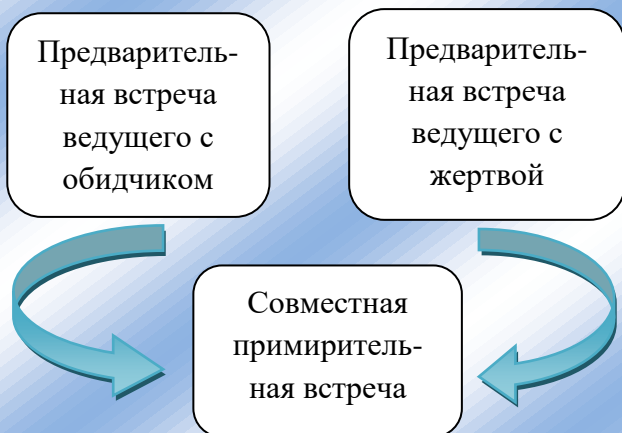 Предваритель-
ная встреча
ведущего с
обидчиком
Предваритель-
ная встреча
ведущего с
жертвой
Совместная
примиритель-
ная встреча